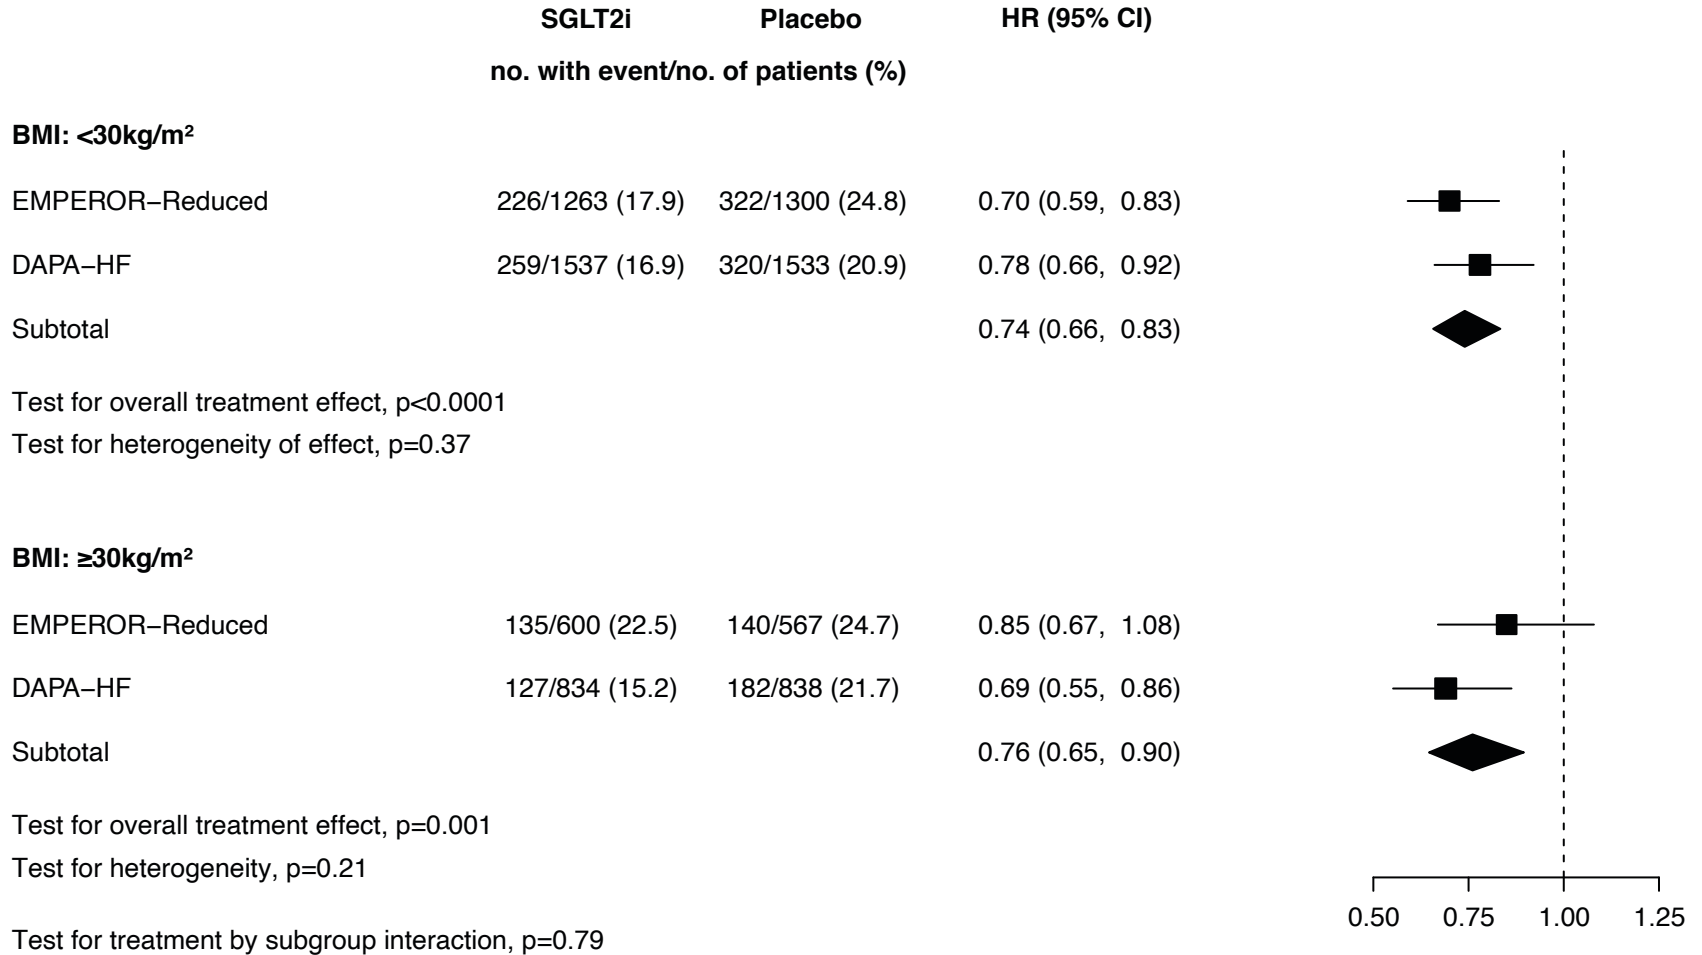 SGLT2i Placebo HR (95% CI)
no. with event/no. of patients (%)
BMI: <30kg/m²
EMPEROR−Reduced 226/1263 (17.9) 322/1300 (24.8) 0.70 (0.59, 0.83)
DAPA−HF 259/1537 (16.9) 320/1533 (20.9) 0.78 (0.66, 0.92)
Subtotal 0.74 (0.66, 0.83)
Test for overall treatment effect, p<0.0001
Test for heterogeneity of effect, p=0.37
BMI: ≥30kg/m²
EMPEROR−Reduced 135/600 (22.5) 140/567 (24.7) 0.85 (0.67, 1.08)
DAPA−HF 127/834 (15.2) 182/838 (21.7) 0.69 (0.55, 0.86)
Subtotal 0.76 (0.65, 0.90)
Test for overall treatment effect, p=0.001
Test for heterogeneity, p=0.21
0.50 0.75 1.00 1.25
Test for treatment by subgroup interaction, p=0.79